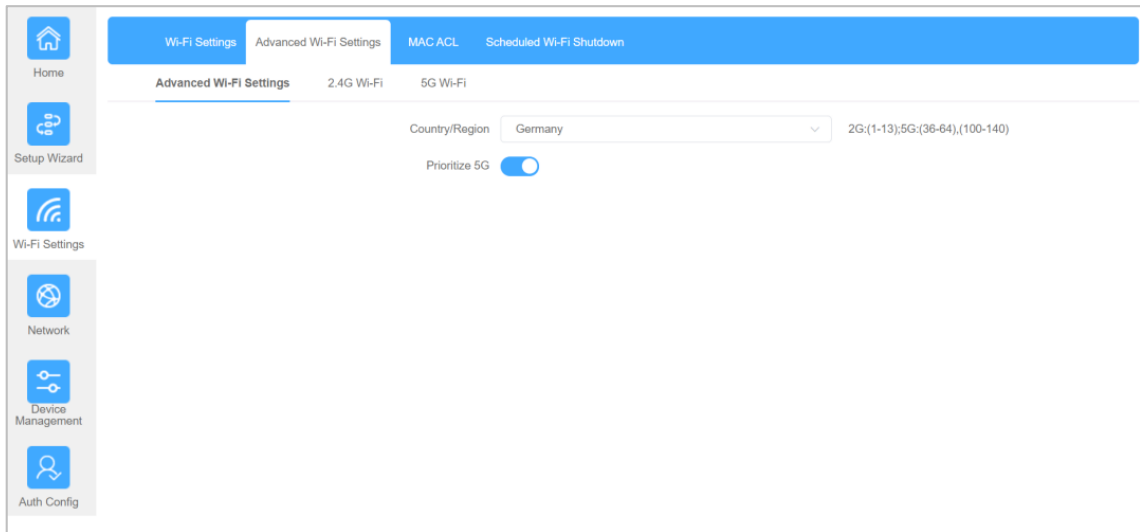 Home
Setup Wizard
Wi-Fi Settings
Network
Device
Management
Auth Config
Wi-Fi Settings Advanced Wi-Fi Settings MAC ACL Scheduled Wi-Fi Shutdown
Advanced Wi-Fi Settings 2.4G Wi-Fi 5G Wi-Fi
Country/Region Germany 2G:(1-13);5G:(36-64),(100-140)
Prioritize 5G